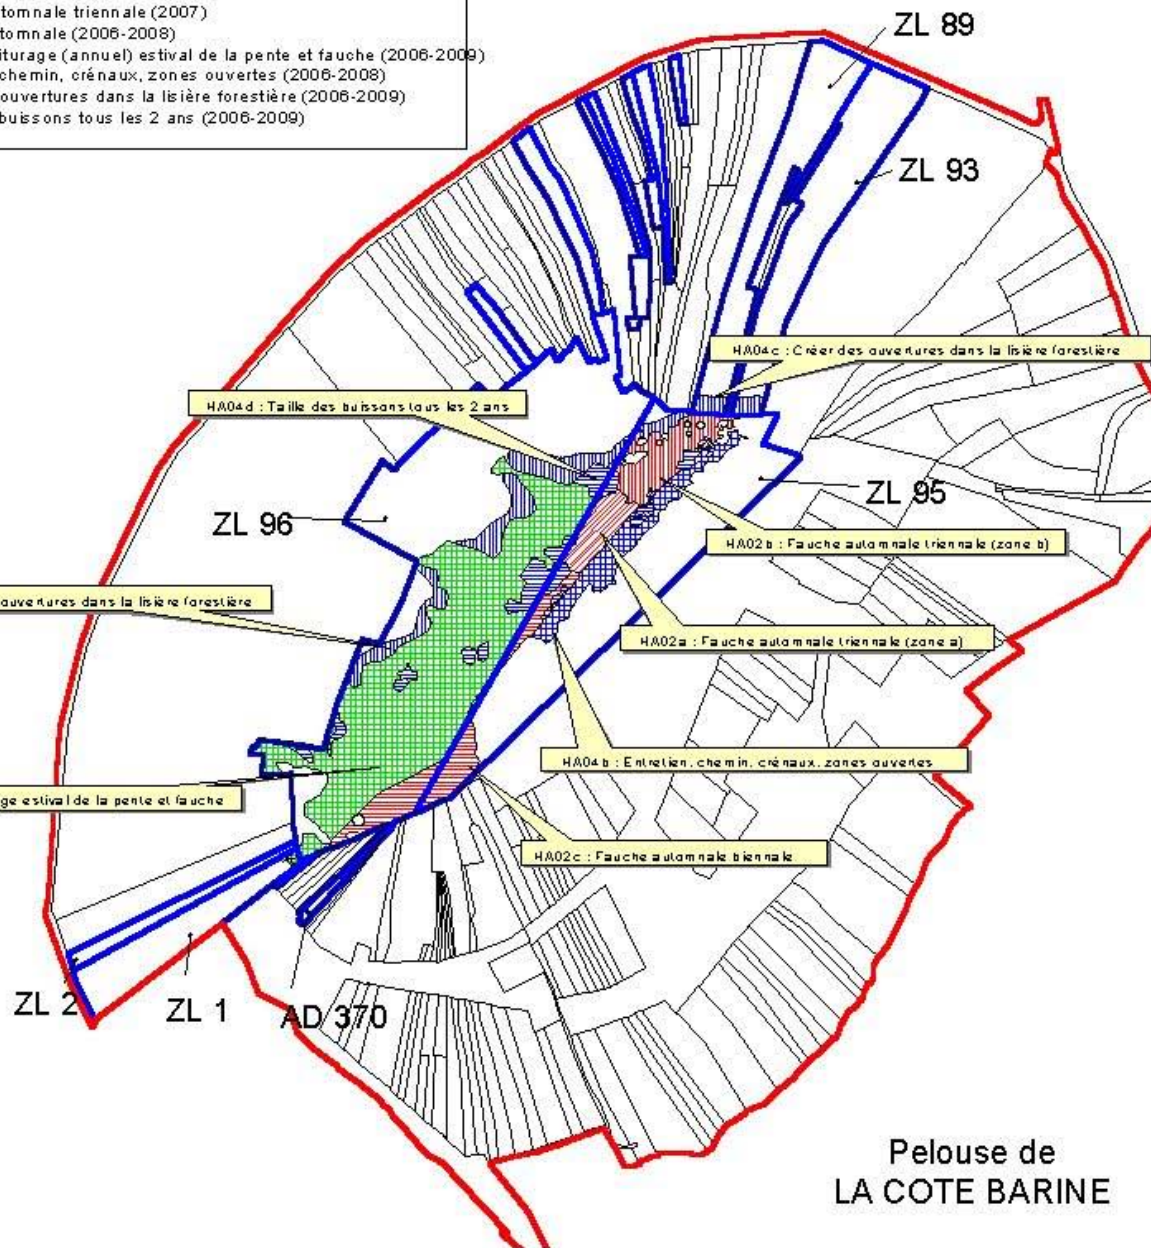 tomnale triennale (2007)
tomnale (2006-2008)
iturage (annuel) estival de la pente et fauche (2006-2009)
chemin, crénaux, zones ouvertes (2006-2008)
ouvertures dans la lisière forestière (2006-2009)
buissons tous les 2 ans (2006-2009)
ZL 89
ZL 93
HA04c : Créer des ouvertures dans la lisière forestière
HA04d : Taille des buissons tous les 2 ans
ZL 95
ZL 96
HA02b : Fauche automnale triennale (zone b)
ouvertures dans la lisière forestière
HA02a : Fauche automnale triennale (zone a)
HA04b : Entretien, chemin, crénaux, zones ouvertes
ge estival de la pente et fauche
HA02c : Fauche automnale biennale
ZL 2
ZL 1
AD 370
Pelouse de
LA COTE BARINE